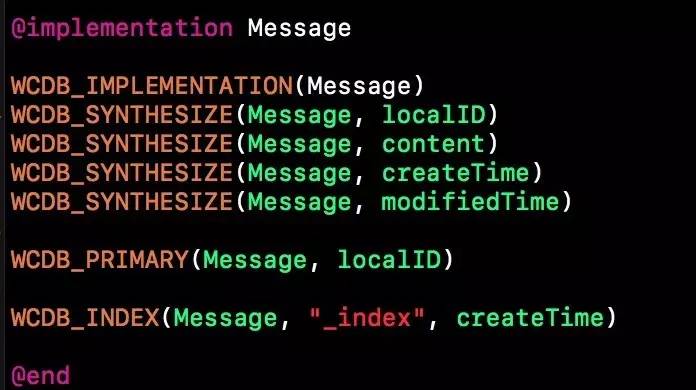 @implementation Message
WCDB_IMPLEMENTATION(Message)
WCDB_SYNTHESIZE(Message, localID)
WCDB_SYNTHESIZE(Message, content)
WCDB_SYNTHESIZE(Message, createTime)
WCDB_SYNTHESIZE(Message, modifiedTime)
WCDB_PRIMARY(Message, localID)
WCDB_INDEX(Message, "_index", createTime)
@end